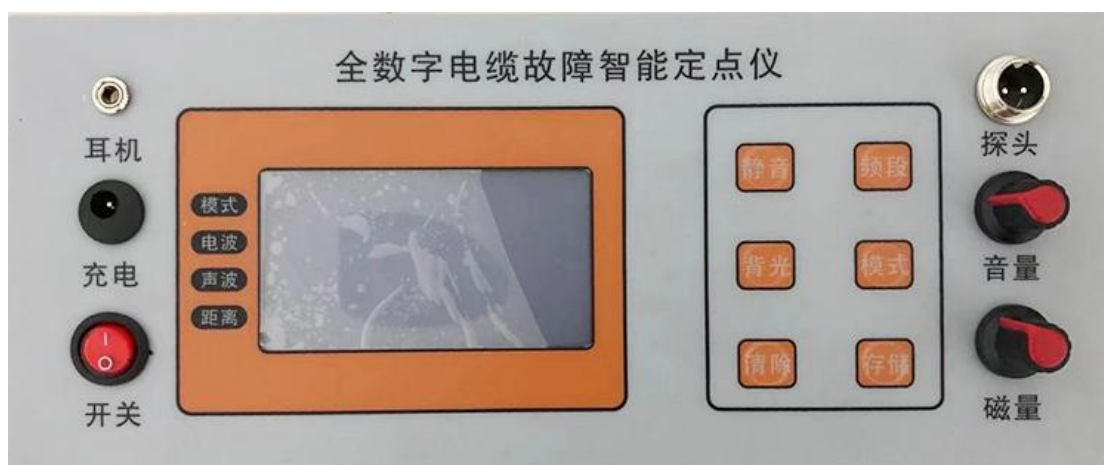 全数字电缆故障智能定点仪
耳机
充电
I
O
开关
模式
电波
声波
距离
静音
频段
背光
模式
清除
存储
探头
音量
磁量